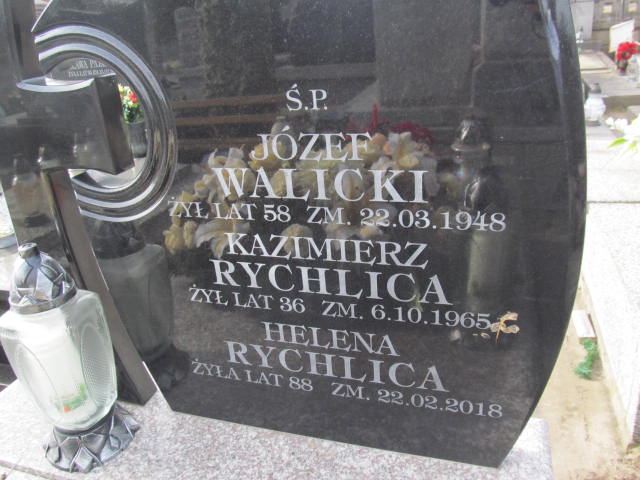 Ś.P.
JÓZEF
WALICKI
ŻYŁ LAT 58 ZM. 22.03.1948
KAZIMIERZ
RYCHLICA
ŻYŁ LAT 36 ZM. 6.10.1965
HELENA
RYCHLICA
ŻYŁA LAT 88 ZM. 22.02.2018